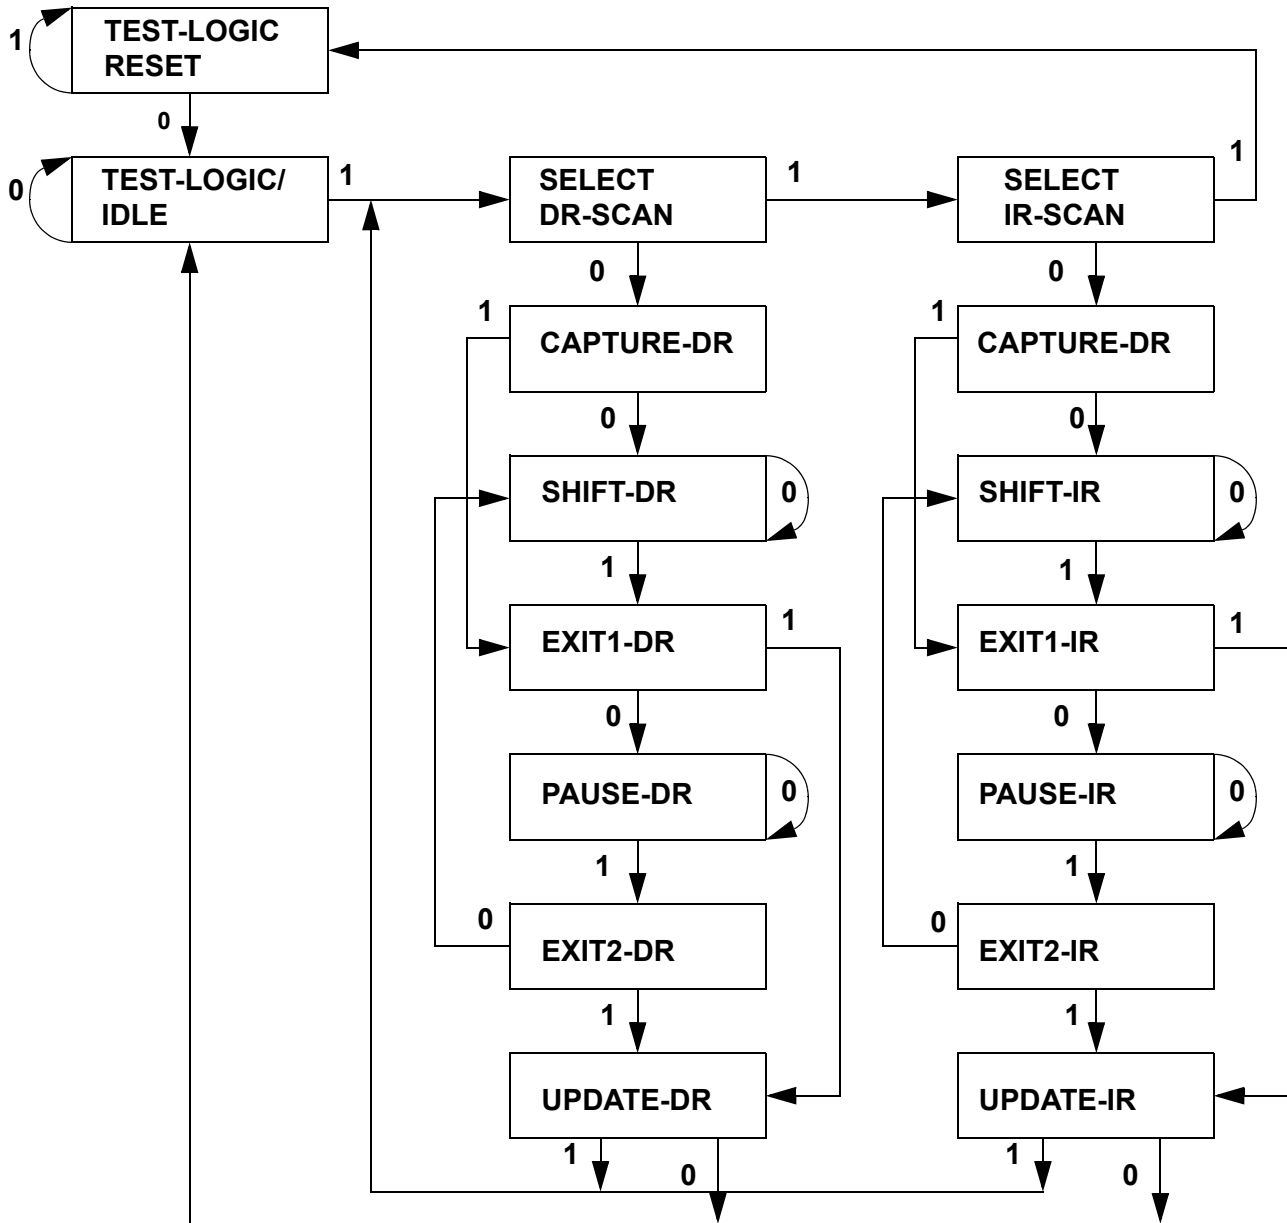 1
TEST-LOGIC
RESET
0
0
TEST-LOGIC/
IDLE
1
SELECT
DR-SCAN
1
SELECT
IR-SCAN
1
0
0
1
CAPTURE-DR
1
CAPTURE-DR
0
0
SHIFT-DR
0
SHIFT-IR
0
1
1
EXIT1-DR
1
EXIT1-IR
1
0
0
PAUSE-DR
0
PAUSE-IR
0
1
1
0
EXIT2-DR
0
EXIT2-IR
1
1
UPDATE-DR
UPDATE-IR
1
0
1
0